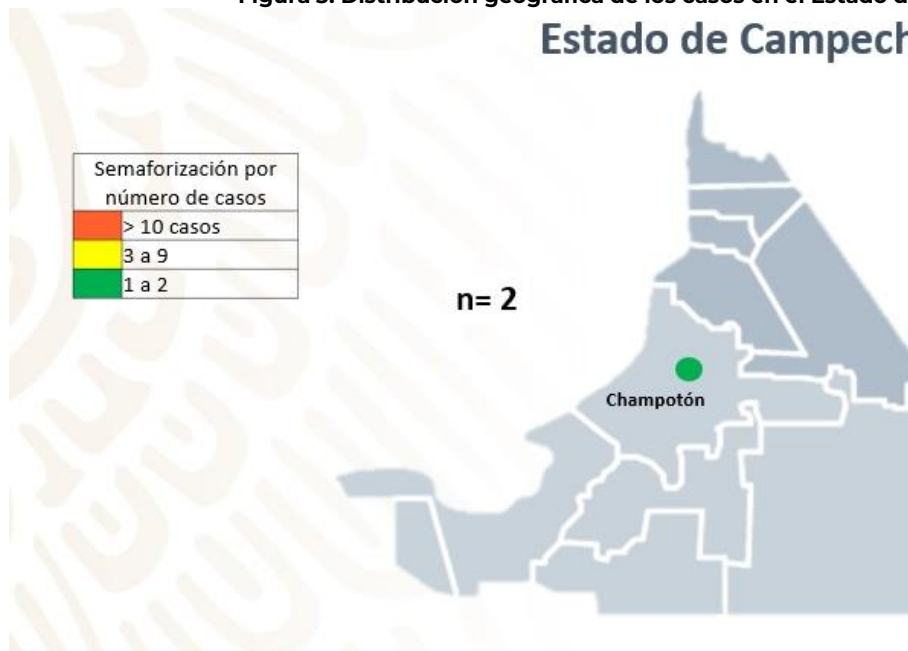 Estado de Campech
Semaforización por
número de casos
> 10 casos
3 a 9
1 a 2
n= 2
Champotón